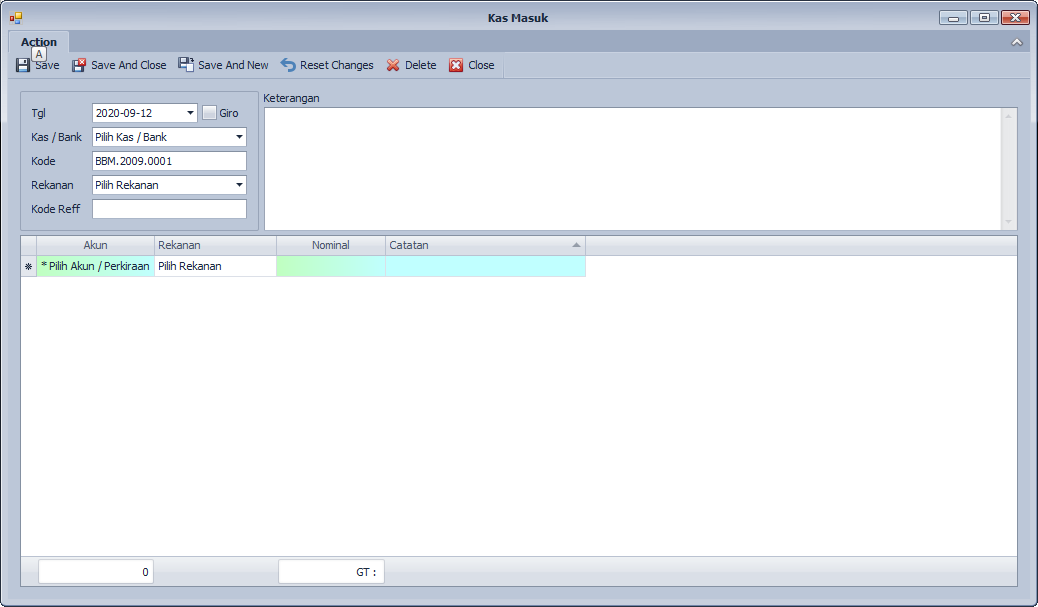 Kas Masuk
Action
A
Save Save And Close Save And New Reset Changes Delete Close
Tgl 2020-09-12 Giro
Kas / Bank Pilih Kas / Bank
Kode BBM.2009.0001
Rekanan Pilih Rekanan
Kode Reff
Keterangan
Akun Rekanan Nominal Catatan
* Pilih Akun / Perkiraan Pilih Rekanan
0 GT :